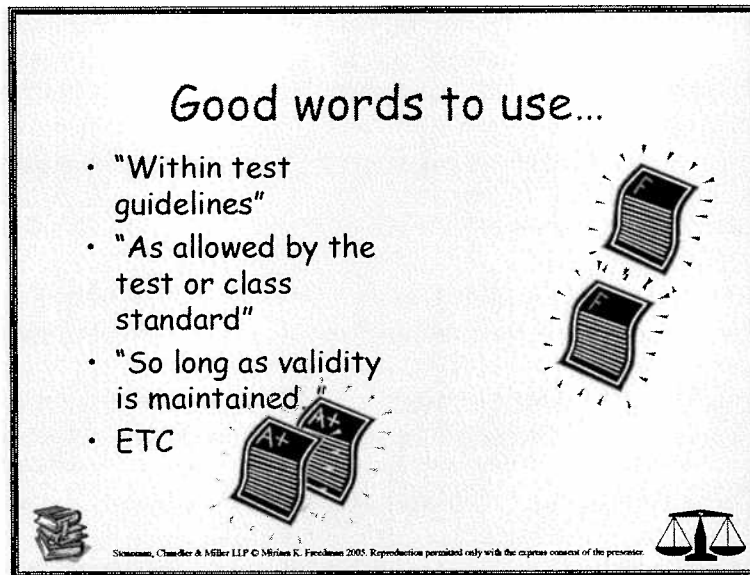 Good words to use...
• "Within test
guidelines"
• "As allowed by the
test or class
standard"
• "So long as validity
is maintained."
• ETC
F
F
A+
A+
Stoneman, Chandler & Miller LLP © Miriam K. Freedman 2005. Reproduction permitted only with the express consent of the presenter.